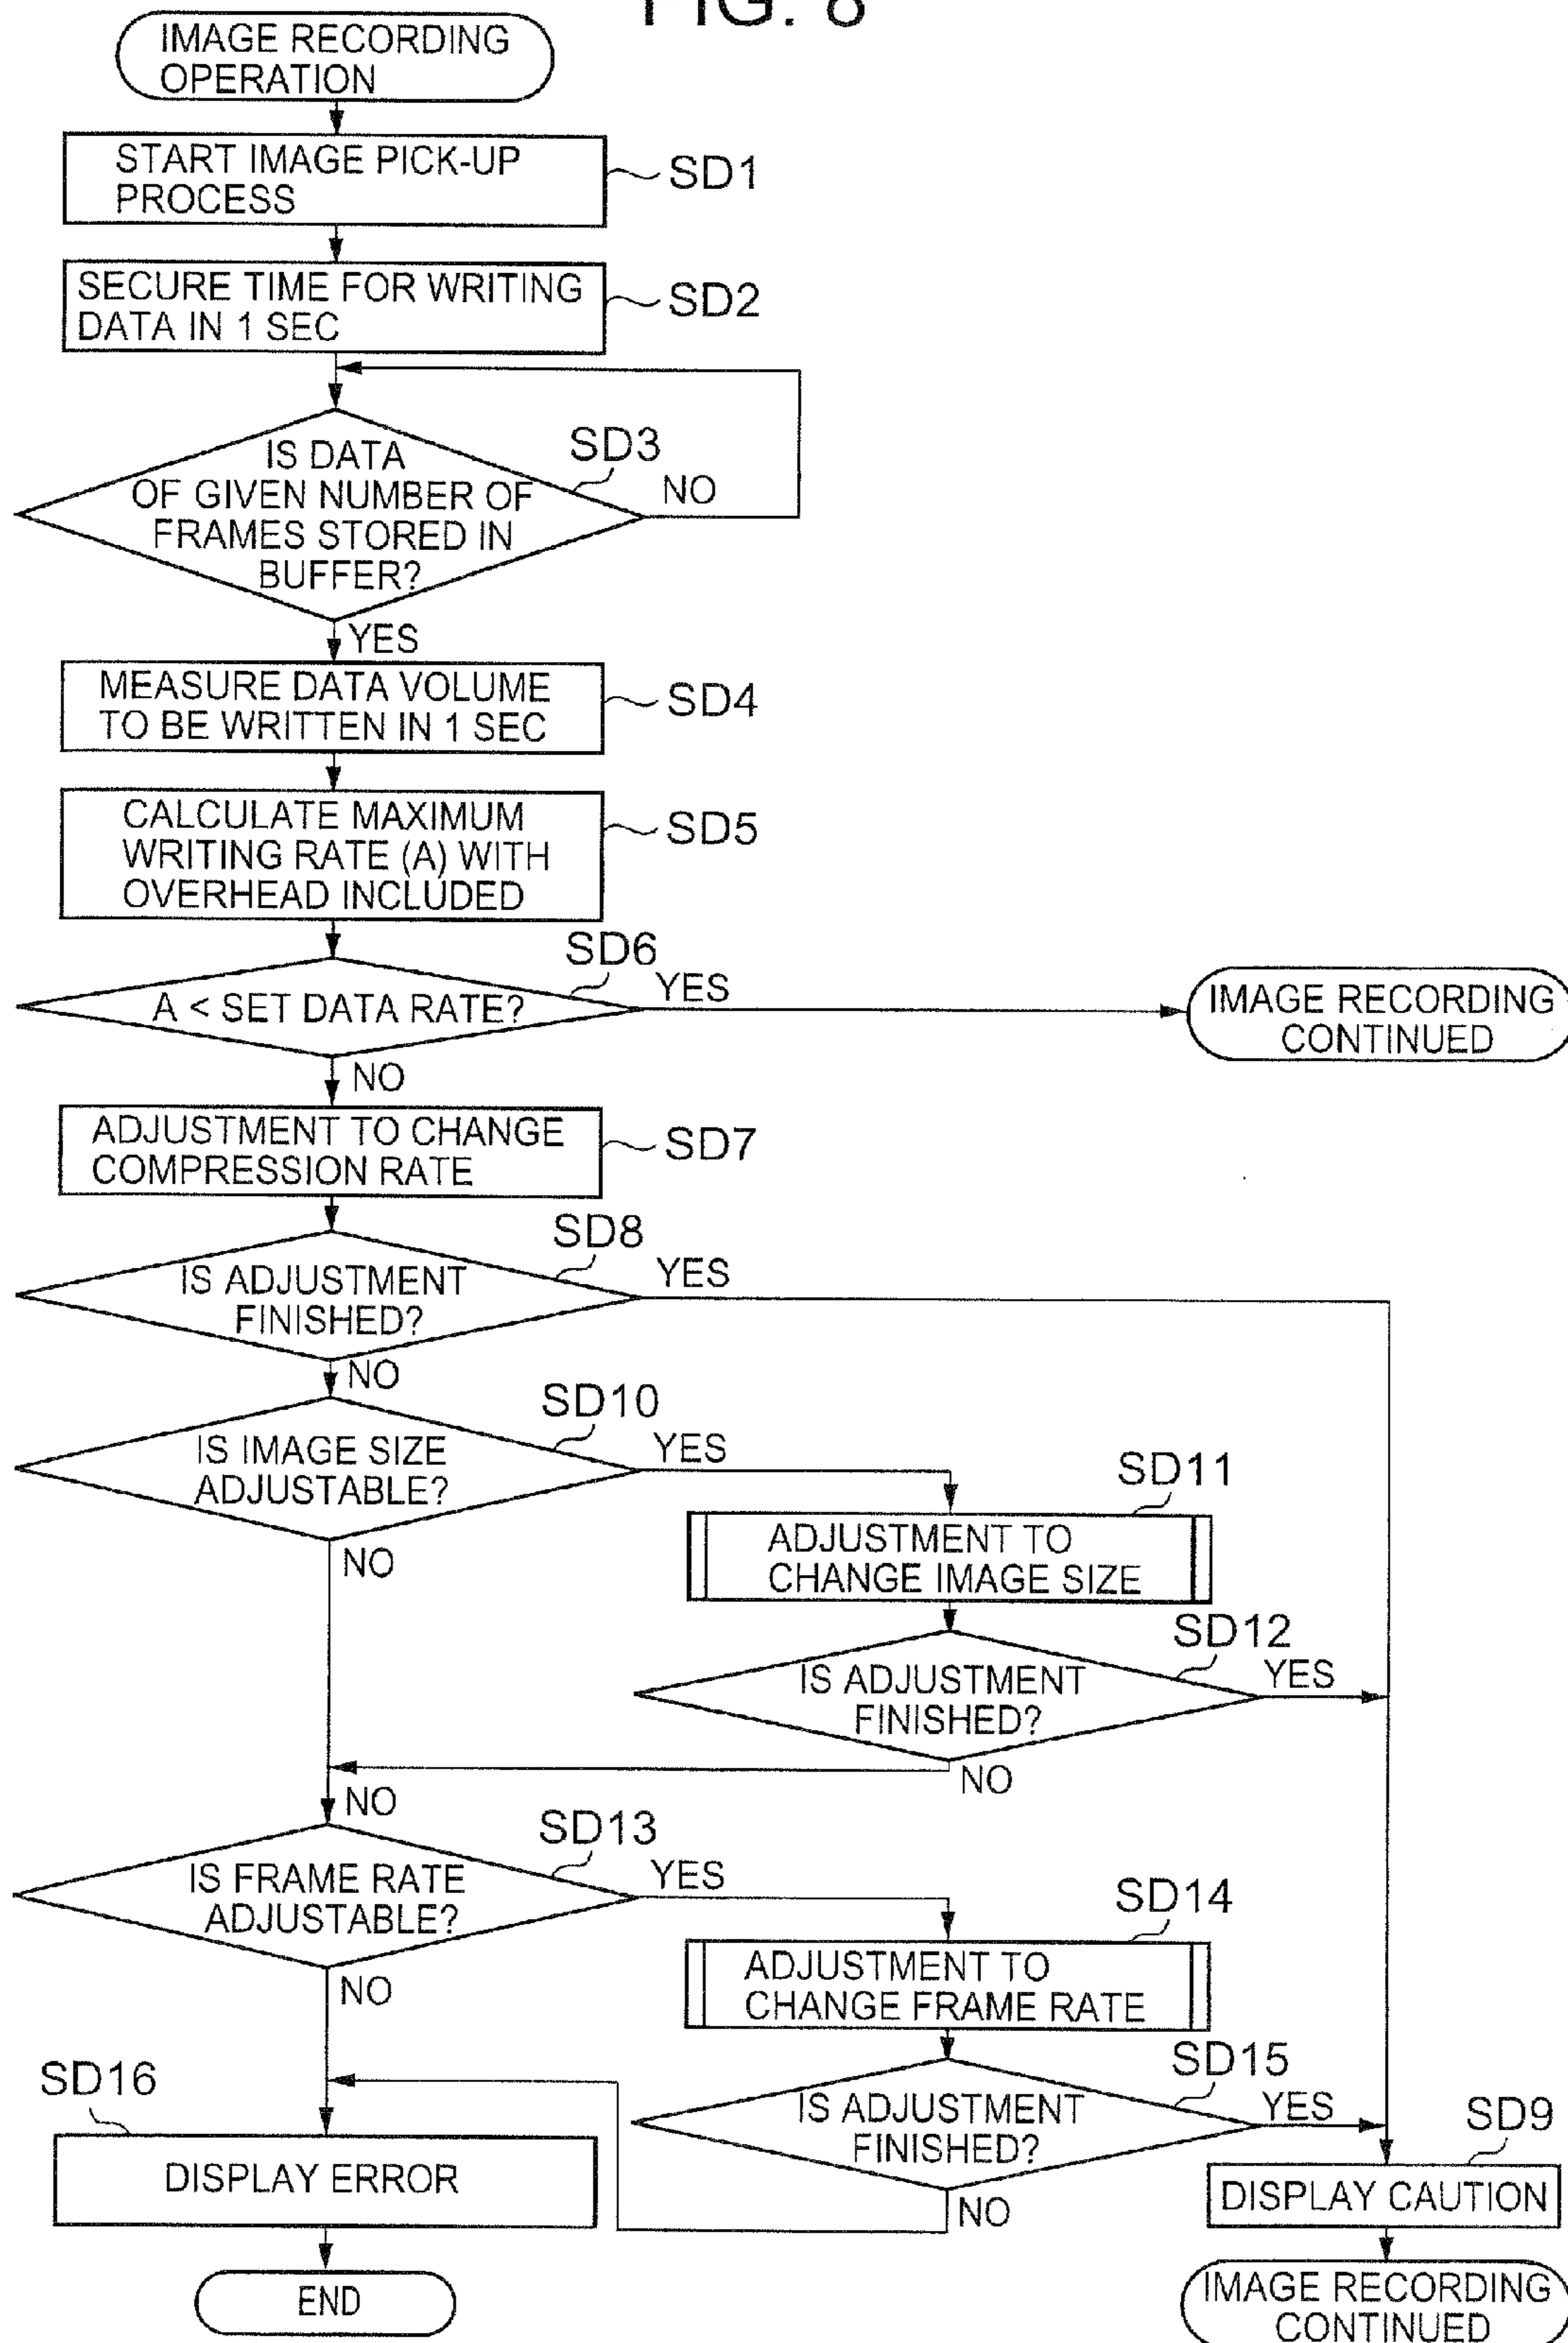 FIG. 8
IMAGE RECORDING
OPERATION
START IMAGE PICK-UP
PROCESS
SD1
SECURE TIME FOR WRITING
DATA IN 1 SEC
SD2
IS DATA
OF GIVEN NUMBER OF
FRAMES STORED IN
BUFFER?
SD3
NO
YES
MEASURE DATA VOLUME
TO BE WRITTEN IN 1 SEC
SD4
CALCULATE MAXIMUM
WRITING RATE (A) WITH
OVERHEAD INCLUDED
SD5
A < SET DATA RATE?
SD6
YES
IMAGE RECORDING
CONTINUED
NO
ADJUSTMENT TO CHANGE
COMPRESSION RATE
SD7
IS ADJUSTMENT
FINISHED?
SD8
YES
NO
IS IMAGE SIZE
ADJUSTABLE?
SD10
YES
NO
SD11
ADJUSTMENT TO
CHANGE IMAGE SIZE
SD12
IS ADJUSTMENT
FINISHED?
YES
NO
NO
IS FRAME RATE
ADJUSTABLE?
SD13
YES
NO
SD14
ADJUSTMENT TO
CHANGE FRAME RATE
SD15
IS ADJUSTMENT
FINISHED?
YES
NO
SD16
DISPLAY ERROR
END
SD9
DISPLAY CAUTION
IMAGE RECORDING
CONTINUED